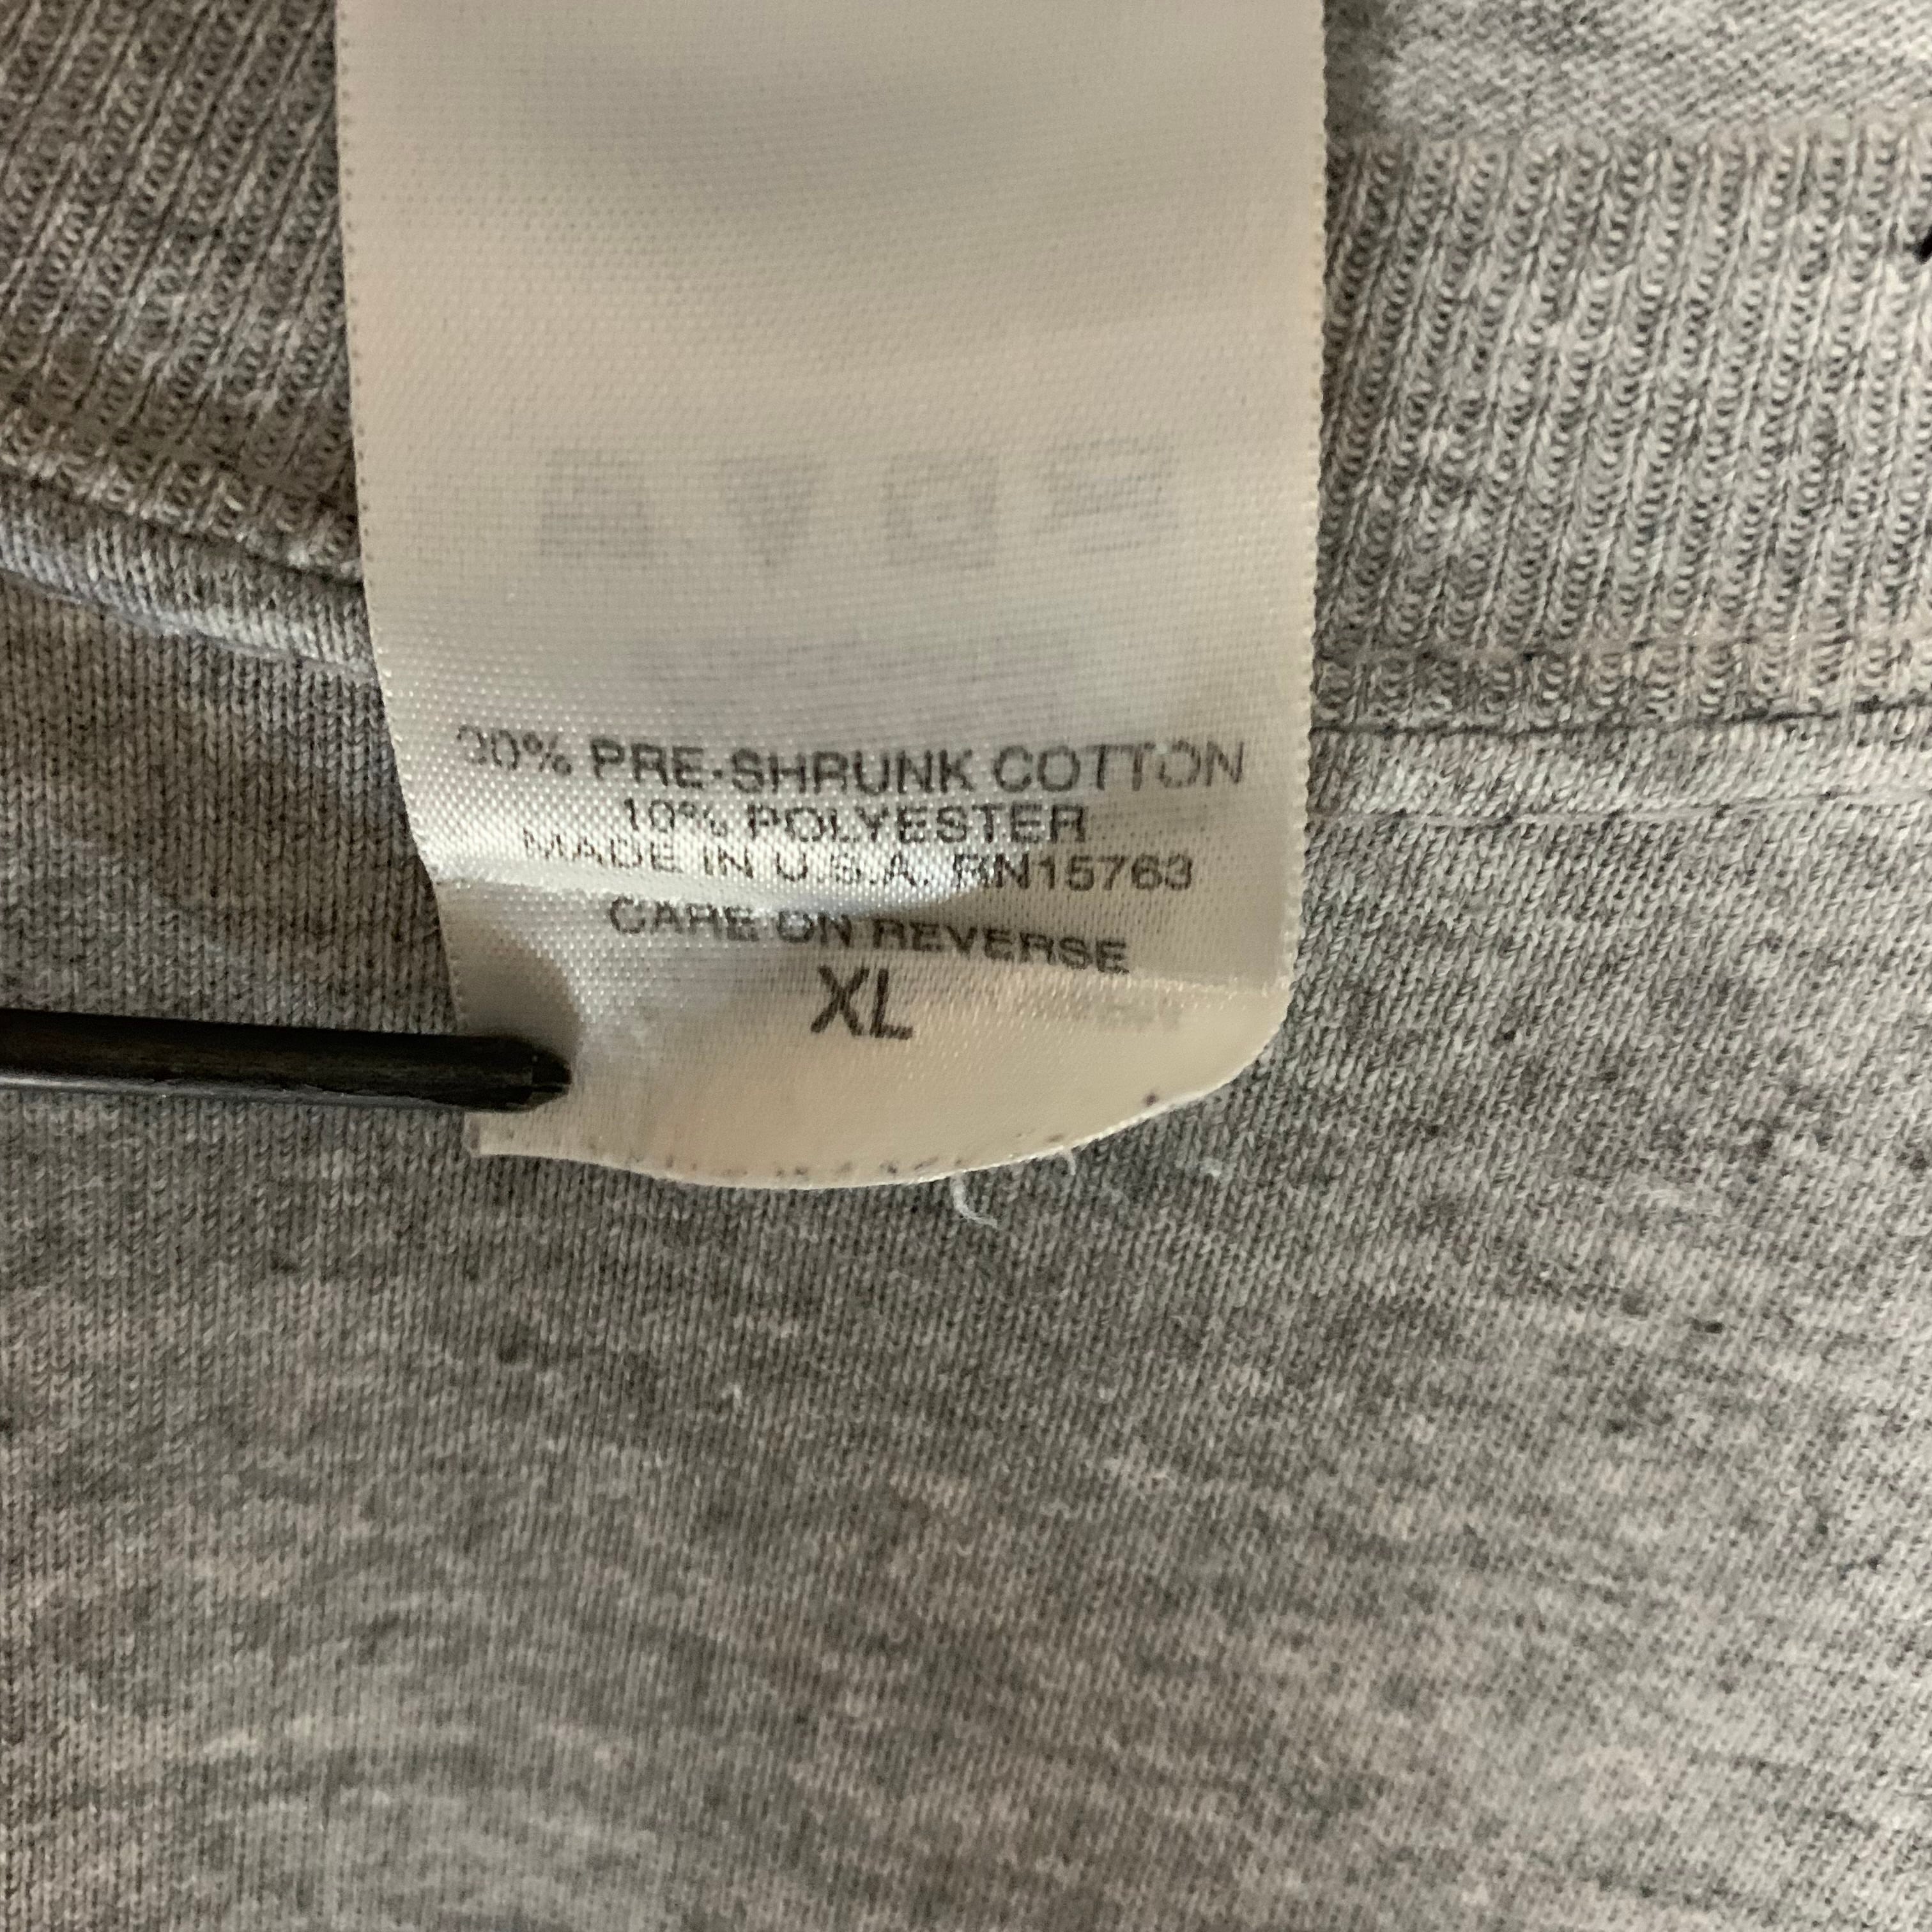 90% PRE-SHRUNK COTTON
10% POLYESTER
MADE IN U.S.A. RN15763
CARE ON REVERSE
XL